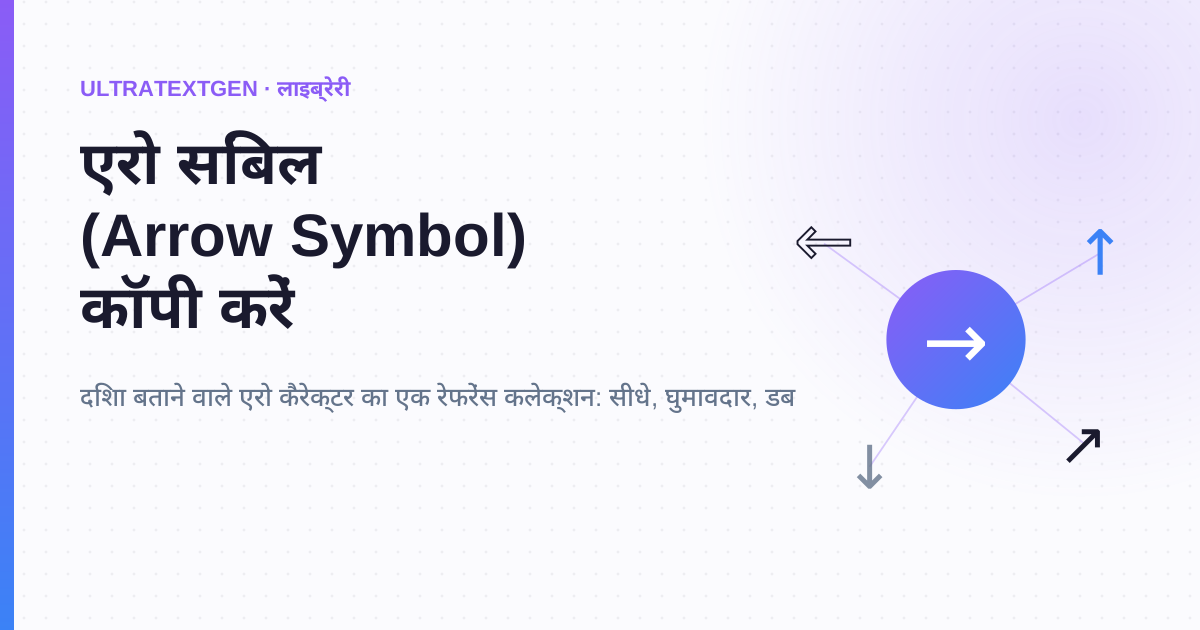 ULTRATEXTGEN · लाइब्रेरी
एरो सबिल
(Arrow Symbol)
कॉपी करें
दशिा बताने वाले एरो कैरेक्टर का एक रेफरेंस कलेक्शन: सीधे, घुमावदार, डब
⇐
↑
→
↗
↓